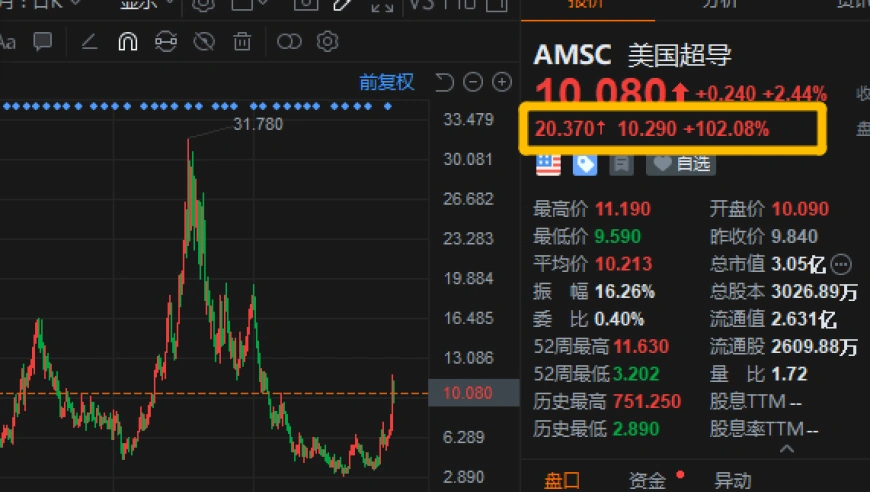 显示
Aa
前复权
31.780
33.479
30.081
26.682
23.283
19.884
16.485
13.086
10.080
6.289
2.890
报价 分析 资讯
AMSC 美国超导
10.080 +0.240 +2.44%
20.370↑ 10.290 +102.08%
自选
最高价 11.190 开盘价 10.090
最低价 9.590 昨收价 9.840
平均价 10.213 总市值 3.05亿
振 幅 16.26% 总股本 3026.89万
委 比 0.40% 流通值 2.631亿
52周最高 11.630 流通股 2609.88万
52周最低 3.202 量 比 1.72
历史最高 751.250 股息TTM --
历史最低 2.890 股息率TTM --
盘口 资金 异动